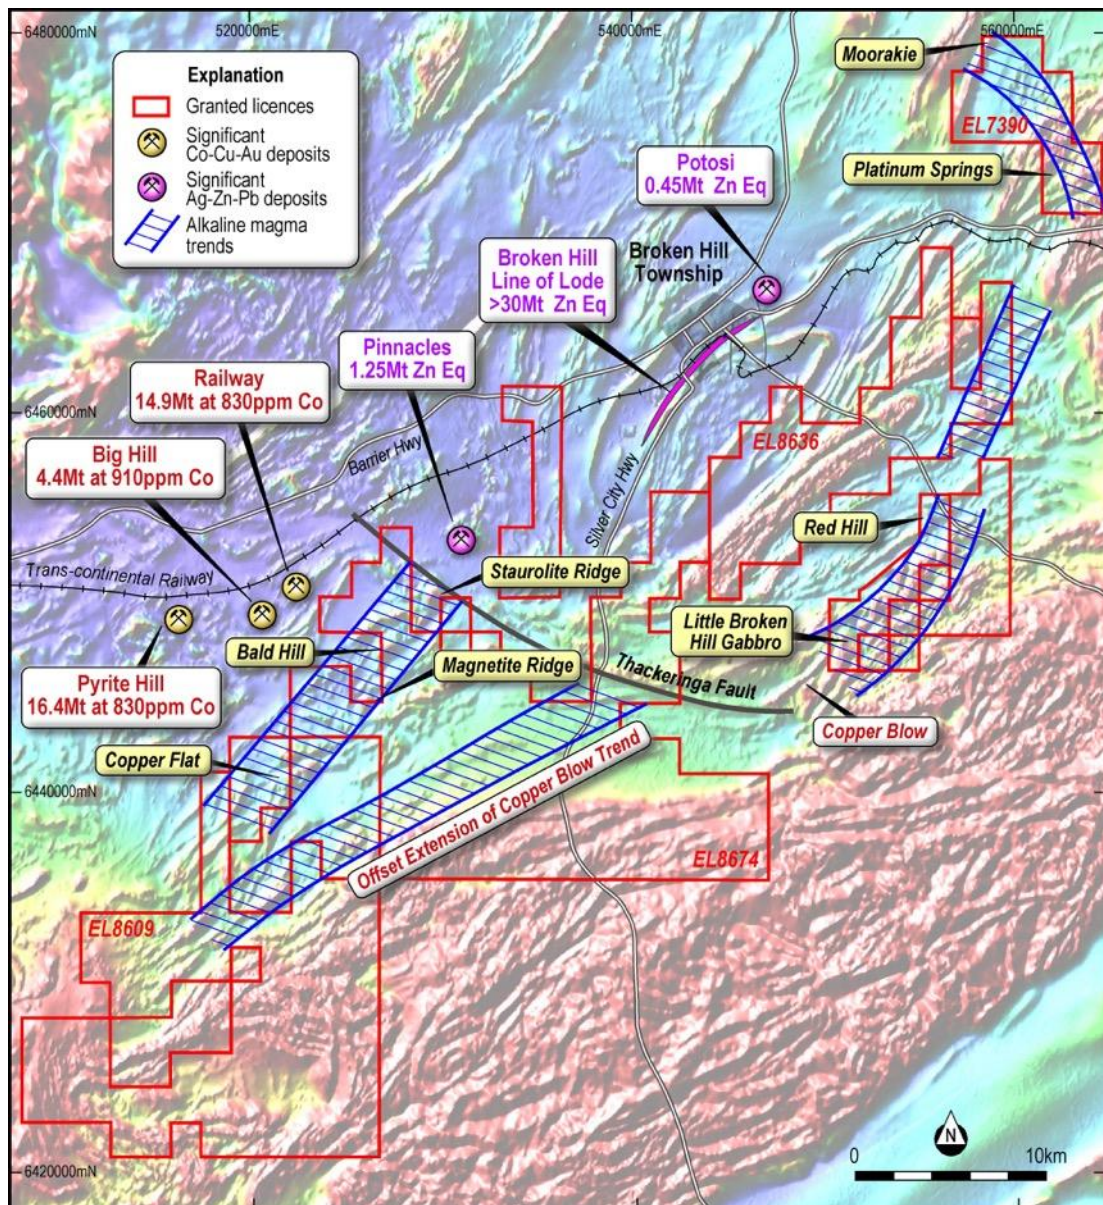 6480000mN
520000mE
540000mE
560000mE
Explanation
Granted licences
Significant
Co-Cu-Au deposits
Significant
Ag-Zn-Pb deposits
Alkaline magma
trends
Moorakie
EL7390
Platinum Springs
Potosi
0.45Mt Zn Eq
Broken Hill
Township
Broken Hill
Line of Lode
>30Mt Zn Eq
Pinnacles
1.25Mt Zn Eq
Railway
14.9Mt at 830ppm Co
6460000mN
Big Hill
4.4Mt at 910ppm Co
Barrier Hwy
EL8636
Silver City Hwy
Red Hill
Trans-continental Railway
Staurolite Ridge
Little Broken
Hill Gabbro
Bald Hill
Magnetite Ridge
Thackeringa Fault
Pyrite Hill
16.4Mt at 830ppm Co
Copper Blow
Copper Flat
6440000mN
Offset Extension of Copper Blow Trend
EL8674
EL8609
N
0
10km
6420000mN